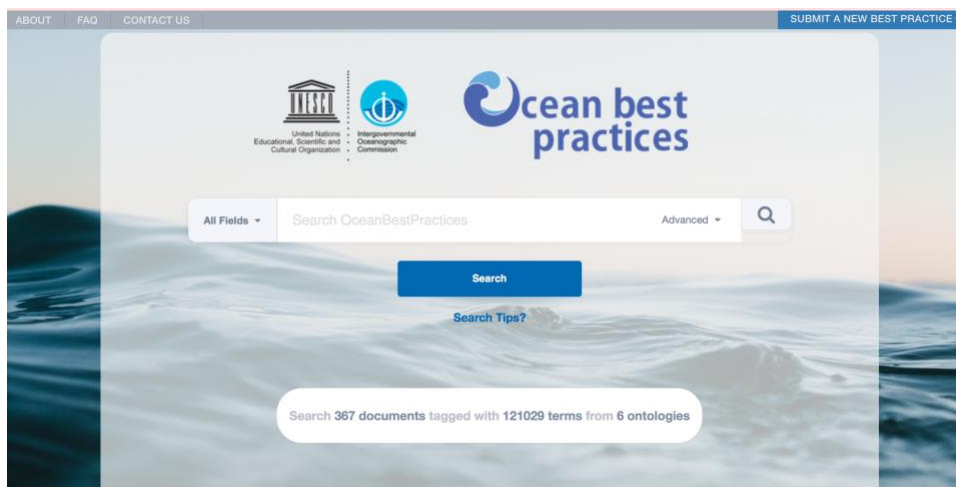 ABOUT FAQ CONTACT US SUBMIT A NEW BEST PRACTICE
UNESCO
United Nations
Educational, Scientific and
Cultural Organization
Intergovernmental
Oceanographic
Commission
Ocean best
practices
All Fields Search OceanBestPractices Advanced
Search
Search Tips?
Search 367 documents tagged with 121029 terms from 6 ontologies